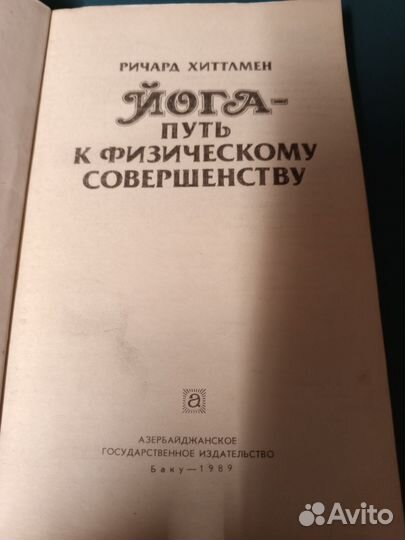 РИЧАРД ХИТТЛМЕН
ЙОГА-
ПУТЬ
К ФИЗИЧЕСКОМУ
СОВЕРШЕНСТВУ
а
АЗЕРБАЙДЖАНСКОЕ
ГОСУДАРСТВЕННОЕ ИЗДАТЕЛЬСТВО
Баку—1989
Avito